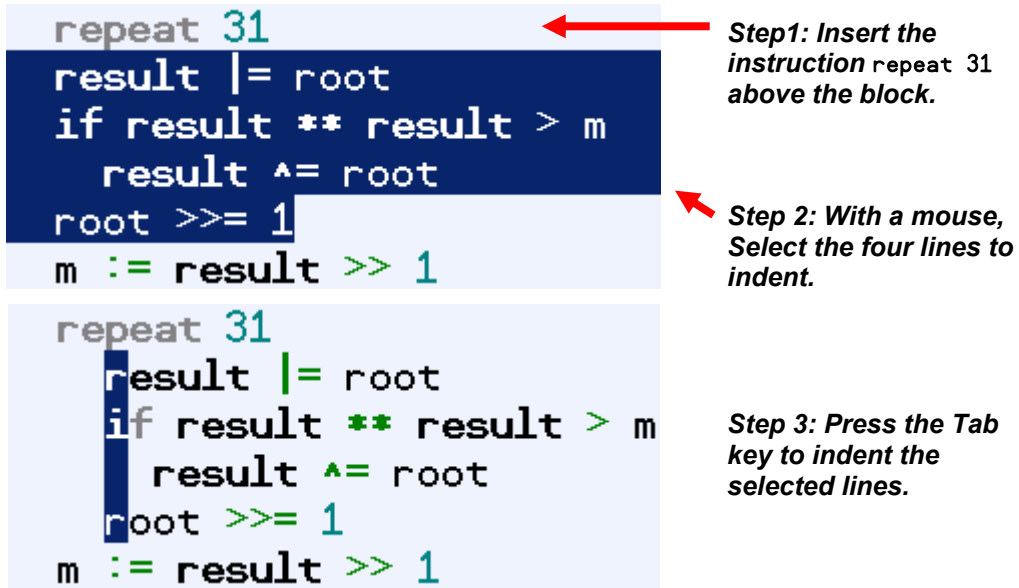 repeat 31
result |= root
if result ** result > m
result ^= root
root >>= 1
m := result >> 1
Step1: Insert the
instruction repeat 31
above the block.
Step 2: With a mouse,
Select the four lines to
indent.
repeat 31
result |= root
if result ** result > m
result ^= root
root >>= 1
m := result >> 1
Step 3: Press the Tab
key to indent the
selected lines.